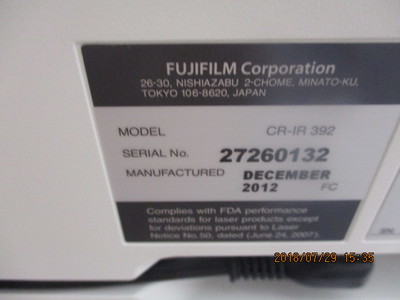 FUJIFILM Corporation
26-30, NISHIAZABU 2-CHOME, MINATO-KU,
TOKYO 106-8620, JAPAN
MODEL CR-IR 392
SERIAL No. 27260132
MANUFACTURED DECEMBER
2012 FC
Complies with FDA performance
standards for laser products except
for deviations pursuant to Laser
Notice No.50, dated (June.24, 2007).
2018/07/29 15:35